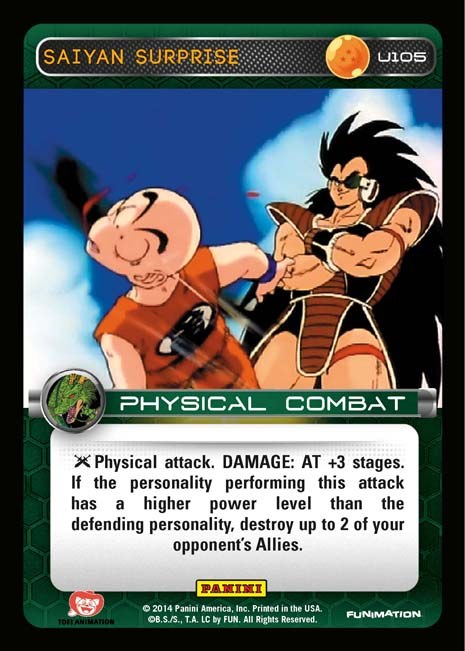 SAIYAN SURPRISE U105
PHYSICAL COMBAT
Physical attack. DAMAGE: AT +3 stages.
If the personality performing this attack
has a higher power level than the
defending personality, destroy up to 2 of your
opponent's Allies.
PANINI
TOEI ANIMATION
© 2014 Panini America, Inc. Printed in the USA.
©B.S./S., T.A. LC by FUN. All Rights Reserved.
FUNIMATION